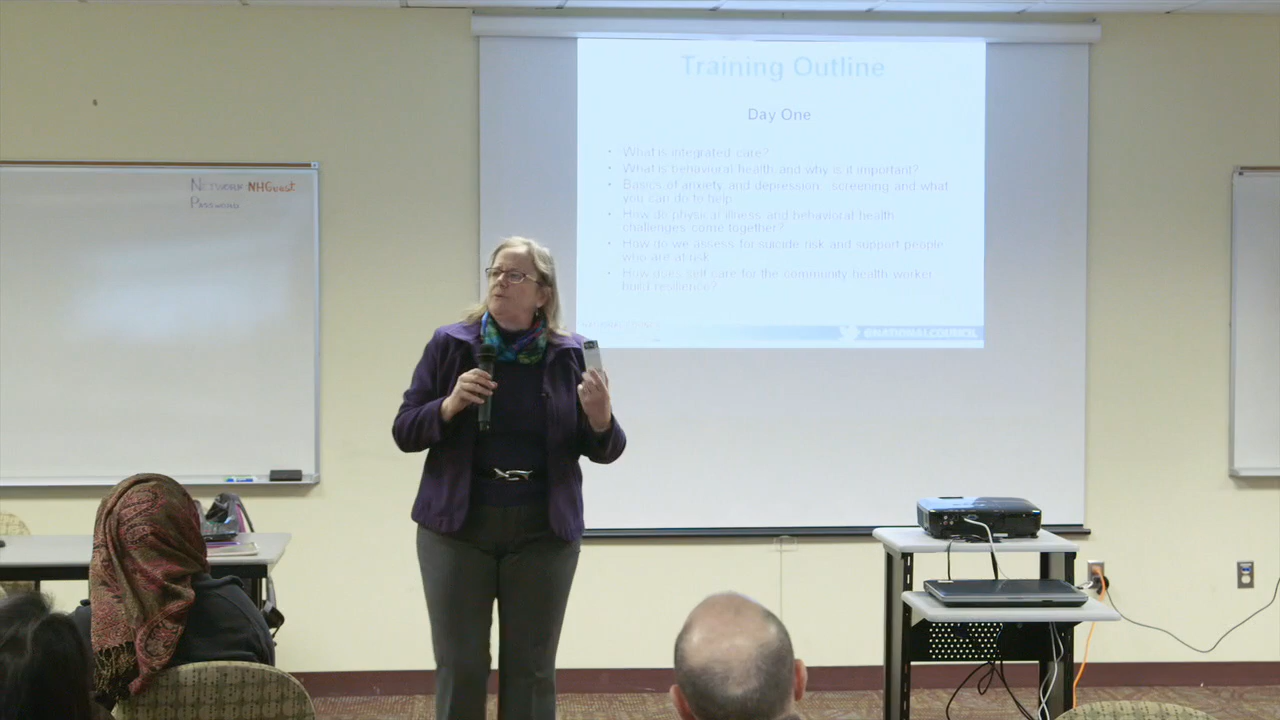 Training Outline
Day One
NETWORK NHGuest
PASSWORD
• What is integrated care?
• What is behavioral health and why is it important?
• Basics of anxiety and depression: screening and what
you can do to help
• How do physical illness and behavioral health
challenges come together?
• How do we assess for suicide risk and support people
who are at risk
• How does self care for the community health worker
build resilience?
NATIONAL COUNCIL